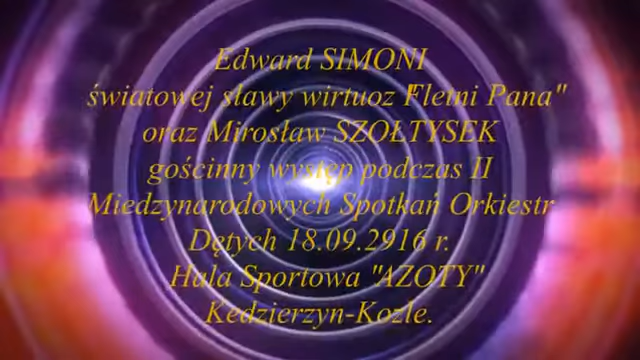 Edward SIMONI
światowej sławy wirtuoz "Fletni Pana"
oraz Mirosław SZOŁTYSEK
gościnny występ podczas II
Miedzynarodowych Spotkań Orkiestr
Dętych 18.09.2916 r.
Hala Sportowa "AZOTY"
Kedzierzyn-Kozle.